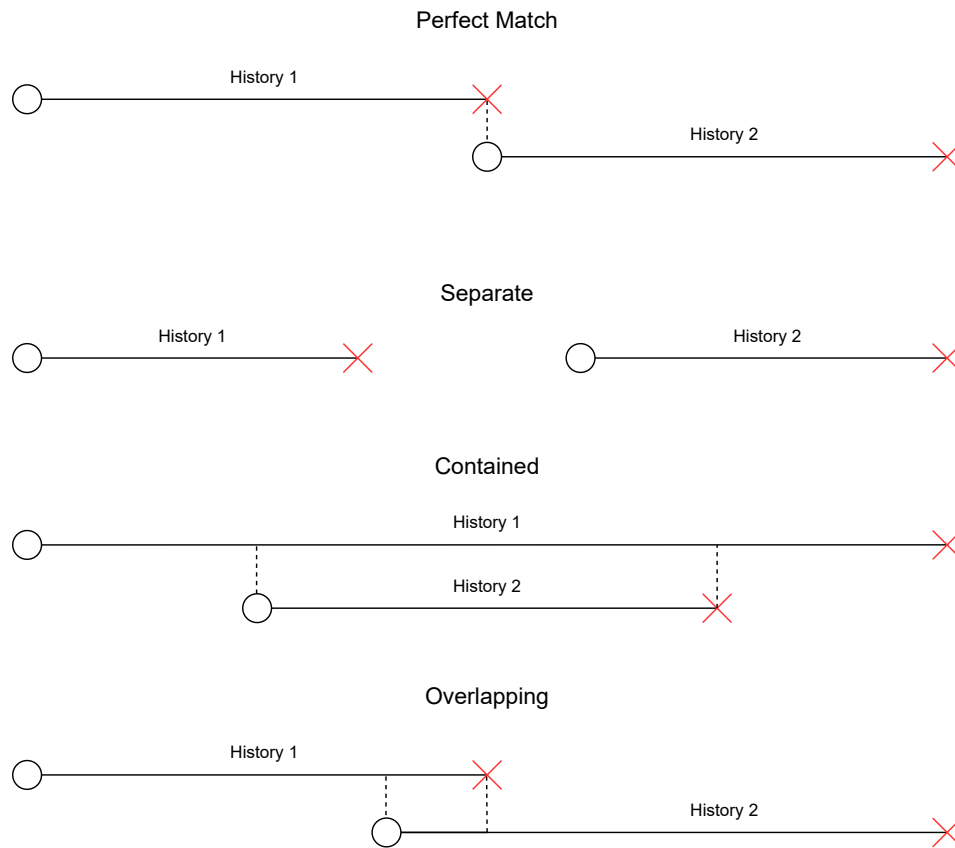 Perfect Match
History 1
History 2
Separate
History 1
History 2
Contained
History 1
History 2
Overlapping
History 1
History 2